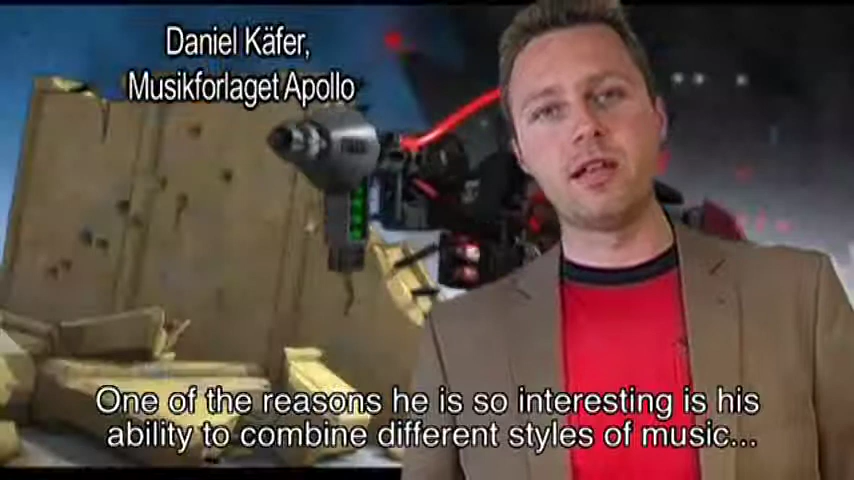 Daniel Käfer,
Musikforlaget Apollo
One of the reasons he is so interesting is his
ability to combine different styles of music...